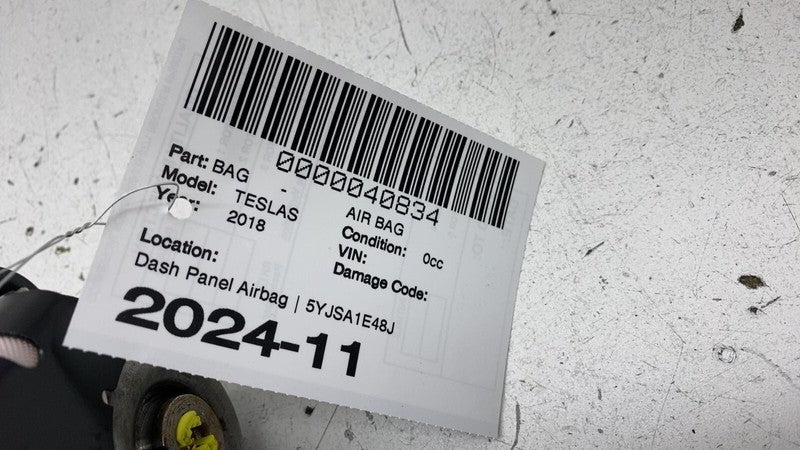 0000040834
Part: BAG - AIR BAG
Model: TESLAS Condition: 0cc
Year: 2018 VIN:
Damage Code:
Location:
Dash Panel Airbag | 5YJSA1E48J
2024-11